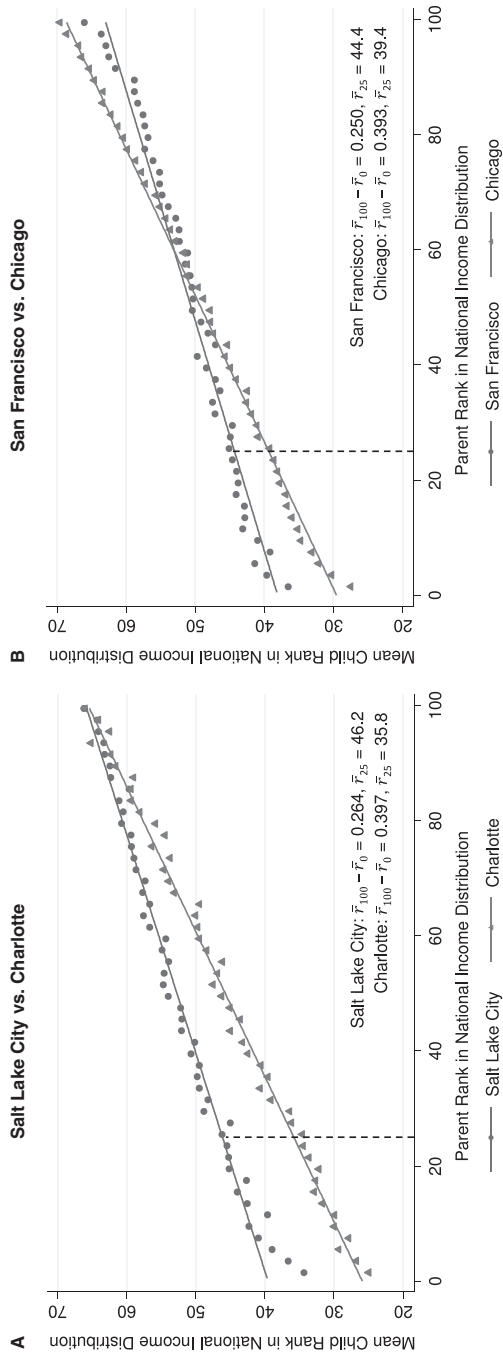 A
Salt Lake City vs. Charlotte
Mean Child Rank in National Income Distribution
70
60
50
40
30
20
0
20
40
60
80
100
Salt Lake City: r̄100 − r̄0 = 0.264, r̄25 = 46.2
Charlotte: r̄100 − r̄0 = 0.397, r̄25 = 35.8
Parent Rank in National Income Distribution
Salt Lake City
Charlotte
B
San Francisco vs. Chicago
Mean Child Rank in National Income Distribution
70
60
50
40
30
20
0
20
40
60
80
100
San Francisco: r̄100 − r̄0 = 0.250, r̄25 = 44.4
Chicago: r̄100 − r̄0 = 0.393, r̄25 = 39.4
Parent Rank in National Income Distribution
San Francisco
Chicago